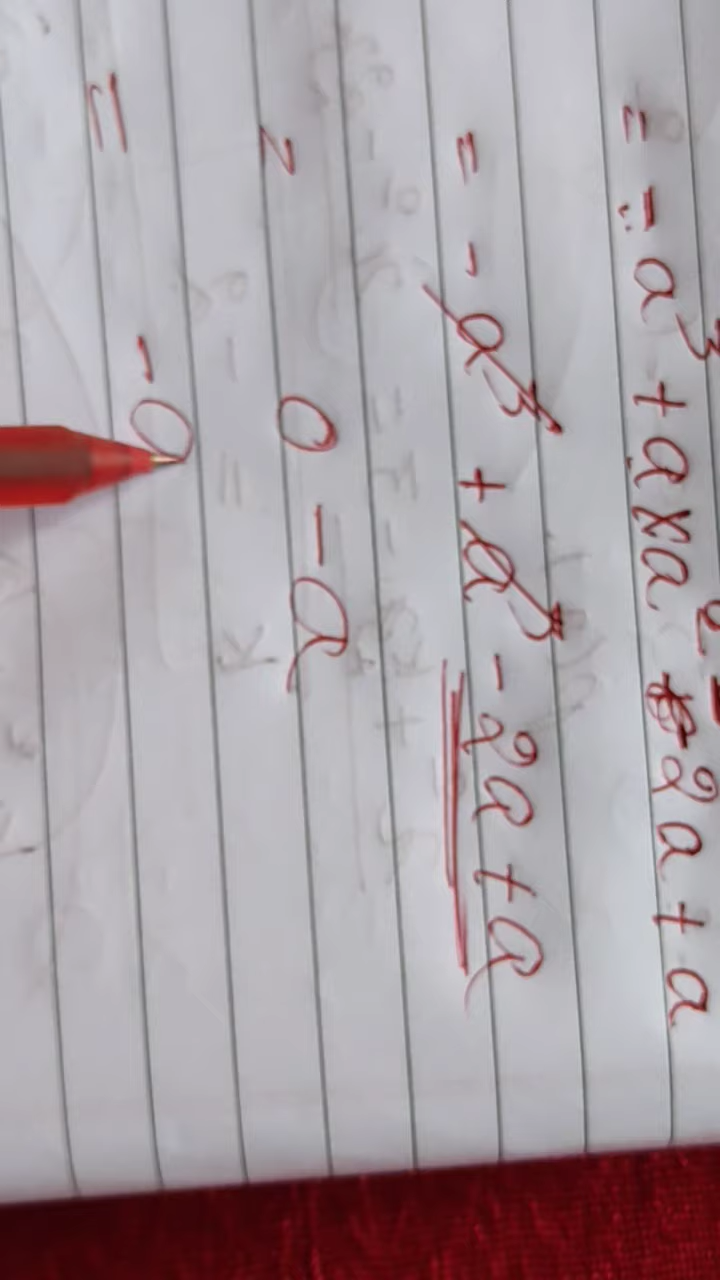 = - a³ + a x a² - 2a + a
= - a³ + a³ - 2a + a
= 0 - a
= - a